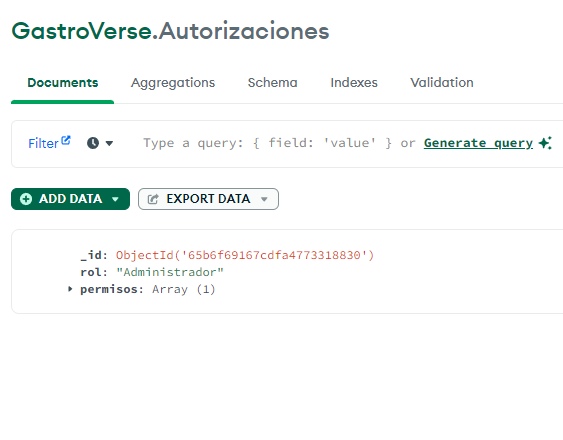 GastroVerse.Autorizaciones
Documents Aggregations Schema Indexes Validation
Filter Type a query: { field: 'value' } or Generate query
ADD DATA EXPORT DATA
_id: ObjectId('65b6f69167cdfa4773318830')
rol: "Administrador"
permisos: Array (1)